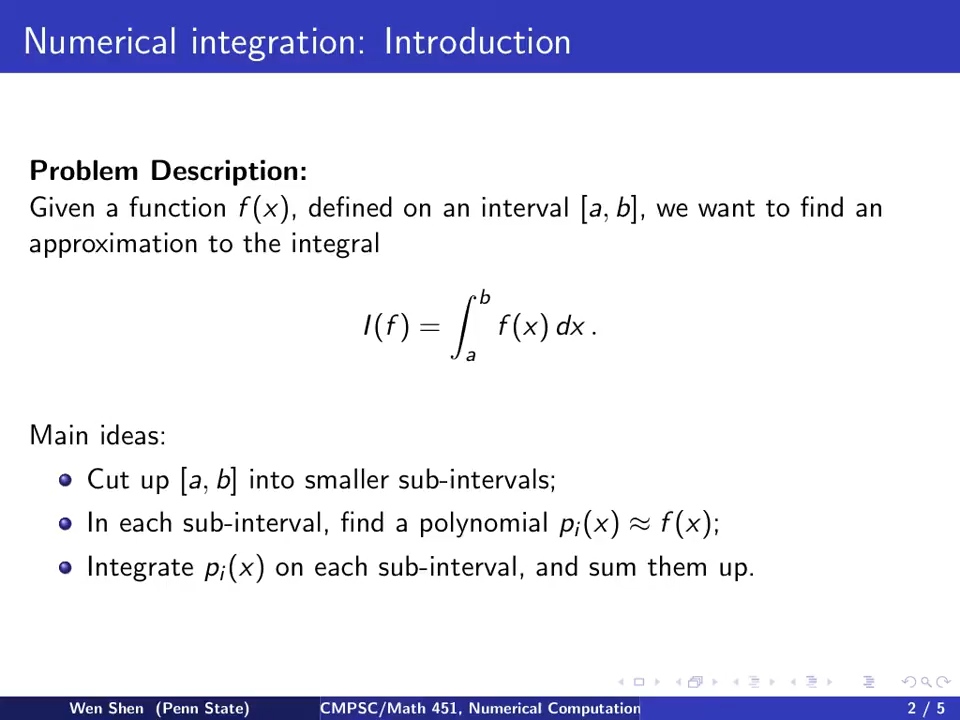 Numerical integration: Introduction
Problem Description:
Given a function f(x), defined on an interval [a, b], we want to find an
approximation to the integral
I(f) = ∫_a^b f(x) dx .
Main ideas:
Cut up [a, b] into smaller sub-intervals;
In each sub-interval, find a polynomial p_i(x) ≈ f(x);
Integrate p_i(x) on each sub-interval, and sum them up.
Wen Shen (Penn State) CMPSC/Math 451, Numerical Computation 2 / 5